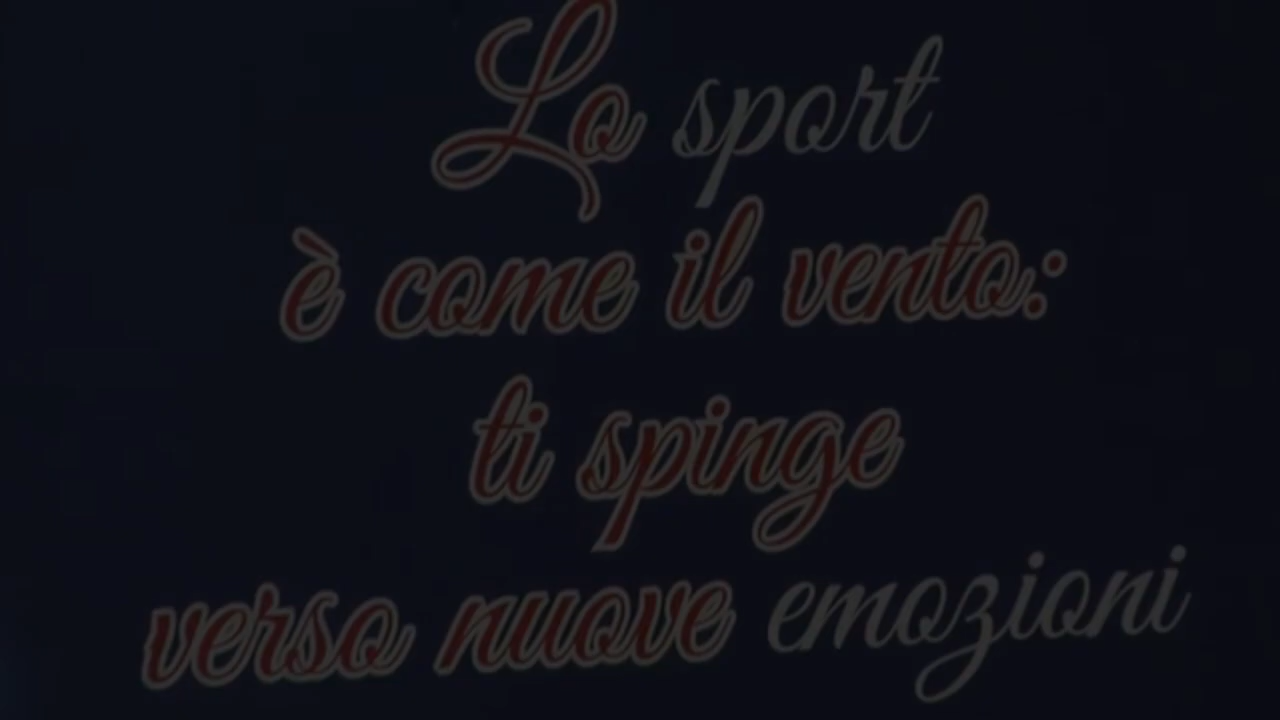 Lo sport
è come il vento:
ti spinge
verso nuove emozioni